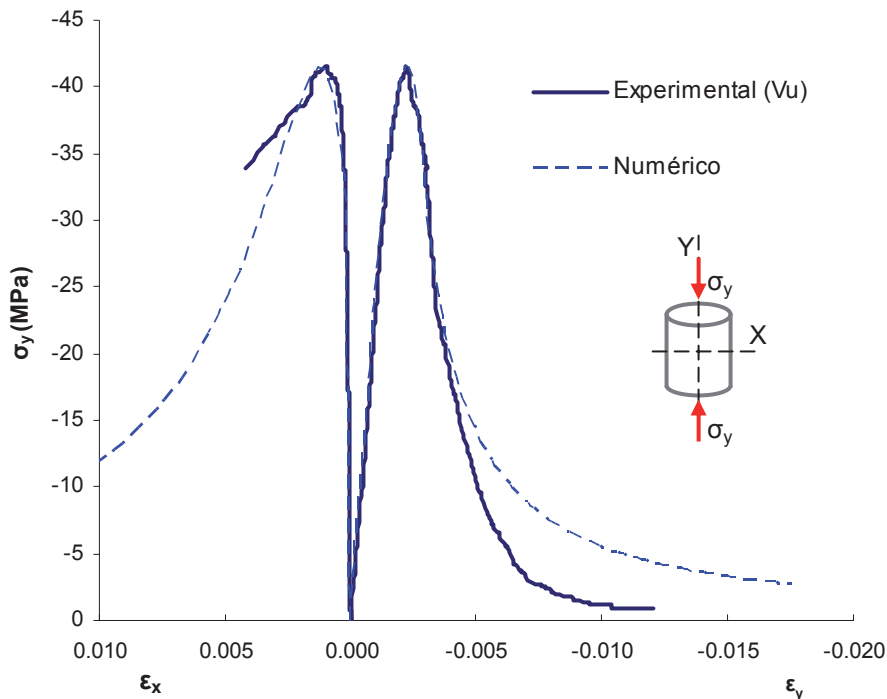 -45
-40
-35
-30
-25
-20
-15
-10
-5
0
σy (MPa)
0.010 0.005 0.000 -0.005 -0.010 -0.015 -0.020
εx εy
Experimental (Vu)
Numérico
Y
σy
X
σy